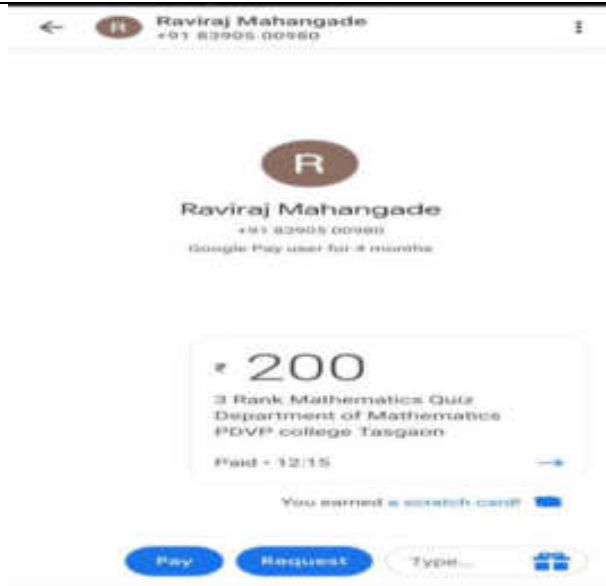 R Raviraj Mahangade
+91 83905 00980
R
Raviraj Mahangade
+91 83905 00980
Google Pay user for 4 months
₹ 200
3 Rank Mathematics Quiz
Department of Mathematics
PDVP college Tasgaon
Paid • 12:15
You earned a scratch card!
Pay Request Type...